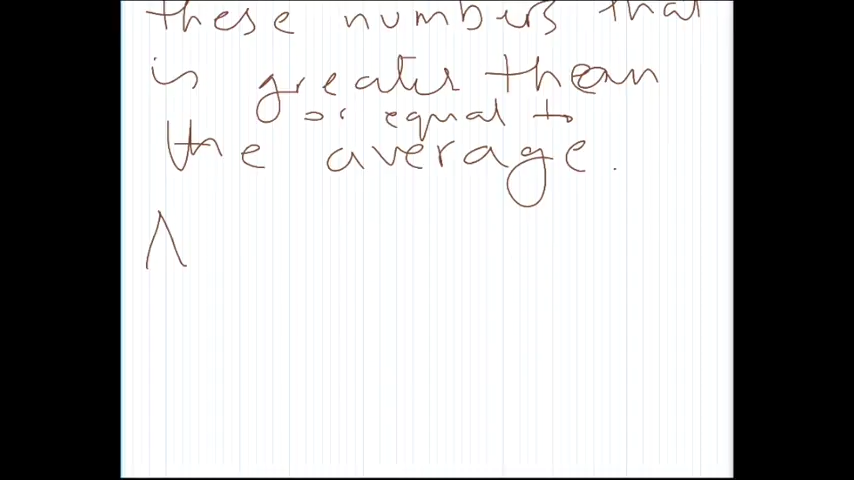 these numbers that
is greater than
or equal to
the average.
Λ